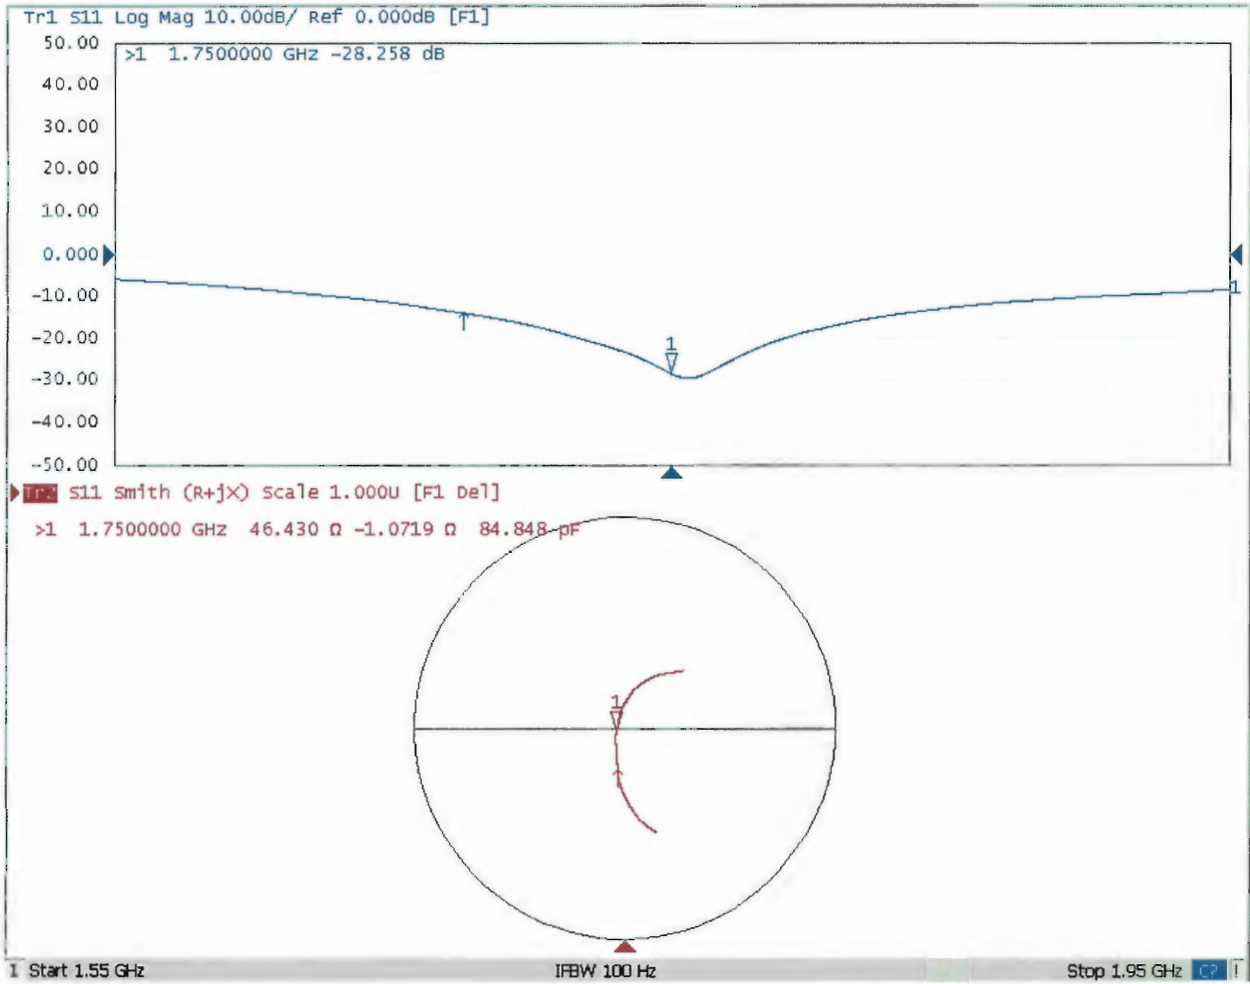 Tr1 S11 Log Mag 10.00dB/ Ref 0.000dB [F1]
50.00
>1 1.7500000 GHz -28.258 dB
40.00
30.00
20.00
10.00
0.000
-10.00
1
-20.00
1
-30.00
-40.00
-50.00
Tr2 S11 Smith (R+jX) Scale 1.000U [F1 Del]
>1 1.7500000 GHz 46.430 Ω -1.0719 Ω 84.848 pF
1
1 Start 1.55 GHz IFBW 100 Hz Stop 1.95 GHz C? !